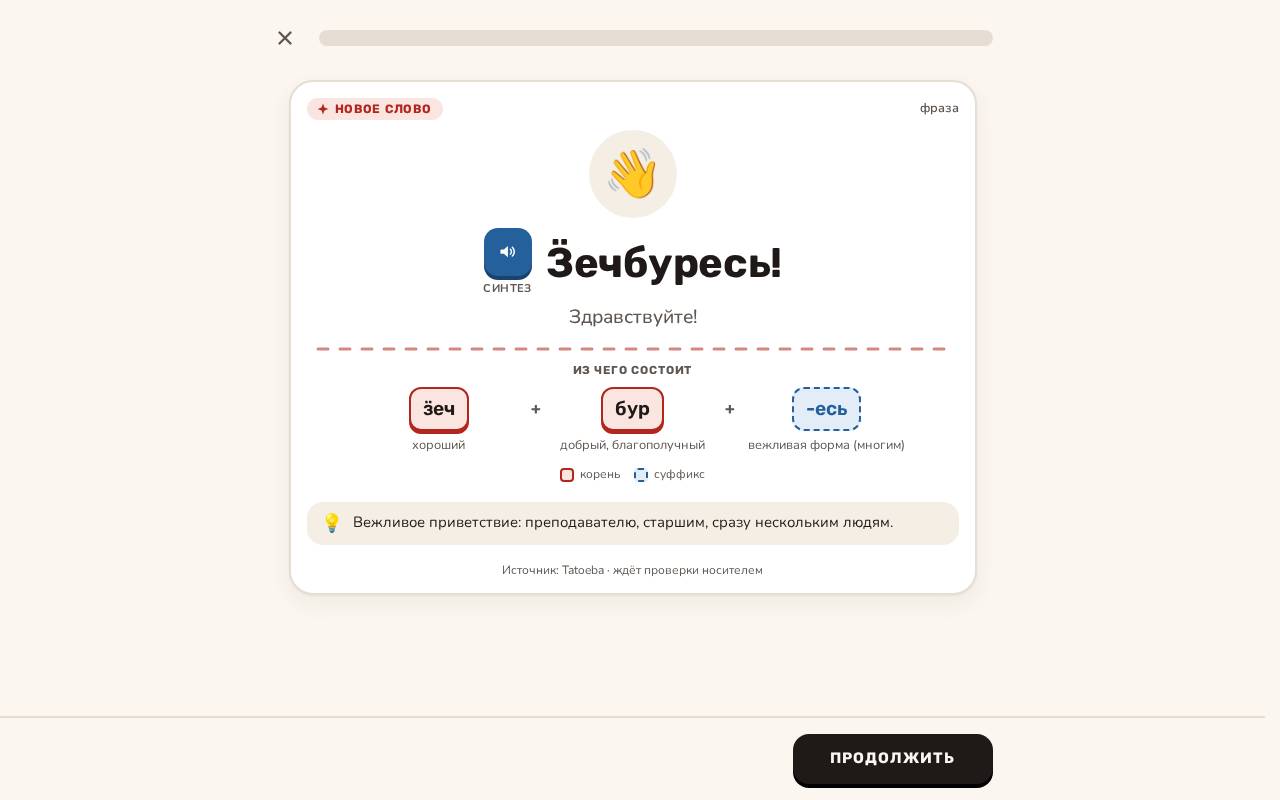 НОВОЕ СЛОВО
фраза
Ӟечбуресь!
СИНТЕЗ
Здравствуйте!
ИЗ ЧЕГО СОСТОИТ
ӟеч + бур + -есь
хороший добрый, благополучный вежливая форма (многим)
корень суффикс
Вежливое приветствие: преподавателю, старшим, сразу нескольким людям.
Источник: Tatoeba · ждёт проверки носителем
ПРОДОЛЖИТЬ